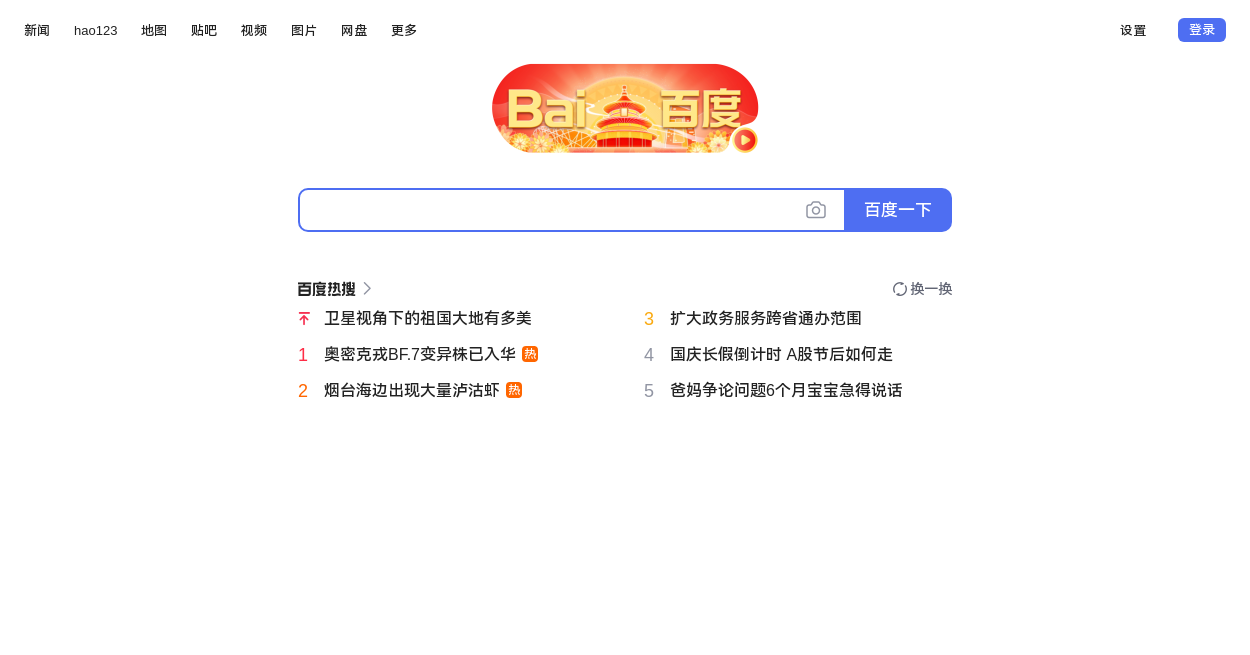 新闻 hao123 地图 贴吧 视频 图片 网盘 更多 设置 登录
Bai 百度
百度一下
百度热搜 换一换
卫星视角下的祖国大地有多美
1 奥密克戎BF.7变异株已入华 热
2 烟台海边出现大量泸沽虾 热
3 扩大政务服务跨省通办范围
4 国庆长假倒计时 A股节后如何走
5 爸妈争论问题6个月宝宝急得说话